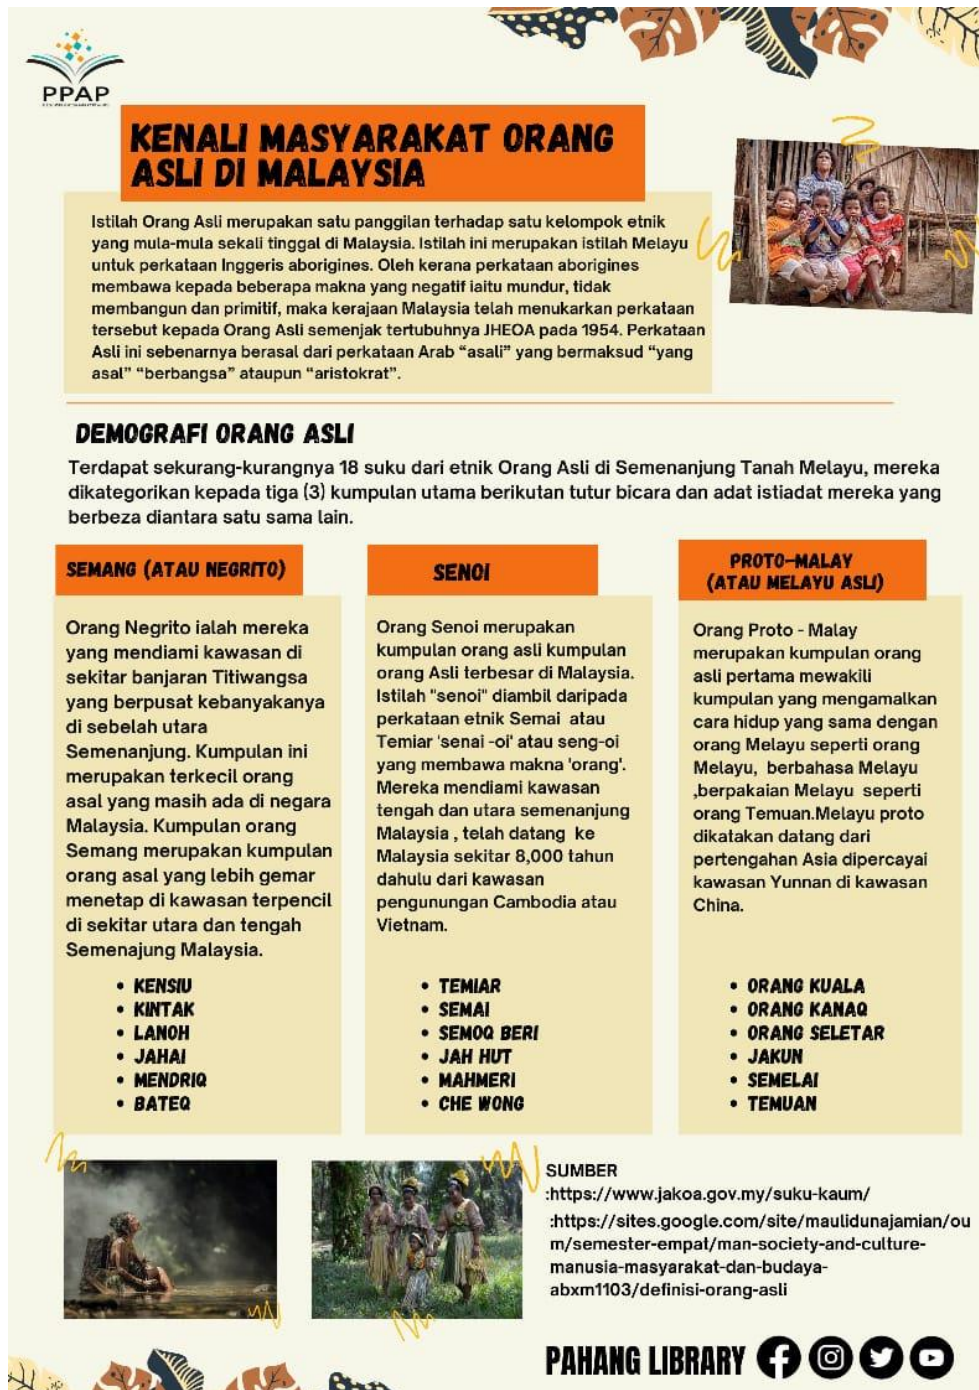 PPAP
KENALI MASYARAKAT ORANG
ASLI DI MALAYSIA
Istilah Orang Asli merupakan satu panggilan terhadap satu kelompok etnik
yang mula-mula sekali tinggal di Malaysia. Istilah ini merupakan istilah Melayu
untuk perkataan Inggeris aborigines. Oleh kerana perkataan aborigines
membawa kepada beberapa makna yang negatif iaitu mundur, tidak
membangun dan primitif, maka kerajaan Malaysia telah menukarkan perkataan
tersebut kepada Orang Asli semenjak tertubuhnya JHEOA pada 1954. Perkataan
Asli ini sebenarnya berasal dari perkataan Arab “asali” yang bermaksud “yang
asal” “berbangsa” ataupun “aristokrat”.
DEMOGRAFI ORANG ASLI
Terdapat sekurang-kurangnya 18 suku dari etnik Orang Asli di Semenanjung Tanah Melayu, mereka
dikategorikan kepada tiga (3) kumpulan utama berikutan tutur bicara dan adat istiadat mereka yang
berbeza diantara satu sama lain.
SEMANG (ATAU NEGRITO)
Orang Negrito ialah mereka
yang mendiami kawasan di
sekitar banjaran Titiwangsa
yang berpusat kebanyakanya
di sebelah utara
Semenanjung. Kumpulan ini
merupakan terkecil orang
asal yang masih ada di negara
Malaysia. Kumpulan orang
Semang merupakan kumpulan
orang asal yang lebih gemar
menetap di kawasan terpencil
di sekitar utara dan tengah
Semenajung Malaysia.
• KENSIU
• KINTAK
• LANOH
• JAHAI
• MENDRIQ
• BATEQ
SENOI
Orang Senoi merupakan
kumpulan orang asli kumpulan
orang Asli terbesar di Malaysia.
Istilah "senoi" diambil daripada
perkataan etnik Semai atau
Temiar 'senai -oi' atau seng-oi
yang membawa makna 'orang'.
Mereka mendiami kawasan
tengah dan utara semenanjung
Malaysia , telah datang ke
Malaysia sekitar 8,000 tahun
dahulu dari kawasan
pengunungan Cambodia atau
Vietnam.
• TEMIAR
• SEMAI
• SEMOQ BERI
• JAH HUT
• MAHMERI
• CHE WONG
PROTO-MALAY
(ATAU MELAYU ASLI)
Orang Proto - Malay
merupakan kumpulan orang
asli pertama mewakili
kumpulan yang mengamalkan
cara hidup yang sama dengan
orang Melayu seperti orang
Melayu, berbahasa Melayu
,berpakaian Melayu seperti
orang Temuan.Melayu proto
dikatakan datang dari
pertengahan Asia dipercayai
kawasan Yunnan di kawasan
China.
• ORANG KUALA
• ORANG KANAQ
• ORANG SELETAR
• JAKUN
• SEMELAI
• TEMUAN
SUMBER
:https://www.jakoa.gov.my/suku-kaum/
:https://sites.google.com/site/maulidunajamian/ou
m/semester-empat/man-society-and-culture-
manusia-masyarakat-dan-budaya-
abxm1103/definisi-orang-asli
PAHANG LIBRARY